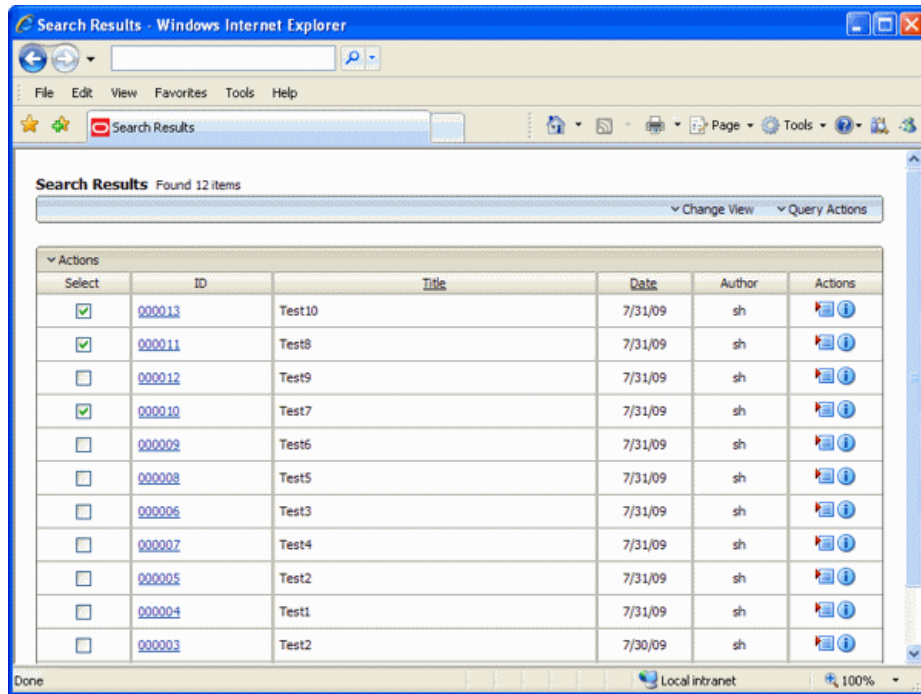 Search Results - Windows Internet Explorer
File Edit View Favorites Tools Help
Search Results Page Tools
Search Results Found 12 items
Change View Query Actions
Actions
Select ID Title Date Author Actions
000013 Test10 7/31/09 sh
000011 Test8 7/31/09 sh
000012 Test9 7/31/09 sh
000010 Test7 7/31/09 sh
000009 Test6 7/31/09 sh
000008 Test5 7/31/09 sh
000006 Test3 7/31/09 sh
000007 Test4 7/31/09 sh
000005 Test2 7/31/09 sh
000004 Test1 7/31/09 sh
000003 Test2 7/30/09 sh
Done Local intranet 100%